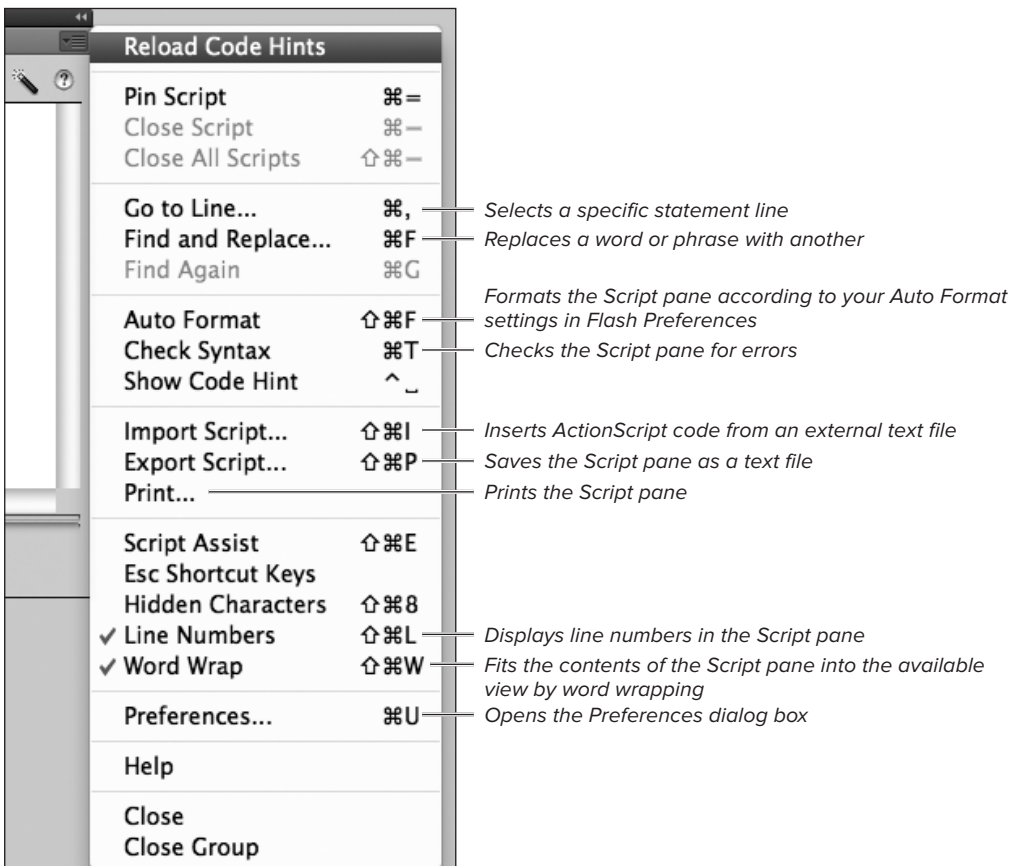 Reload Code Hints
Pin Script ⌘=
Close Script ⌘−
Close All Scripts ⇧⌘−
Go to Line... ⌘, Selects a specific statement line
Find and Replace... ⌘F Replaces a word or phrase with another
Find Again ⌘G
Formats the Script pane according to your Auto Format
Auto Format ⇧⌘F settings in Flash Preferences
Check Syntax ⌘T Checks the Script pane for errors
Show Code Hint ^␣
Import Script... ⇧⌘I Inserts ActionScript code from an external text file
Export Script... ⇧⌘P Saves the Script pane as a text file
Print... Prints the Script pane
Script Assist ⇧⌘E
Esc Shortcut Keys
Hidden Characters ⇧⌘8
✓ Line Numbers ⇧⌘L Displays line numbers in the Script pane
✓ Word Wrap ⇧⌘W Fits the contents of the Script pane into the available
view by word wrapping
Preferences... ⌘U Opens the Preferences dialog box
Help
Close
Close Group